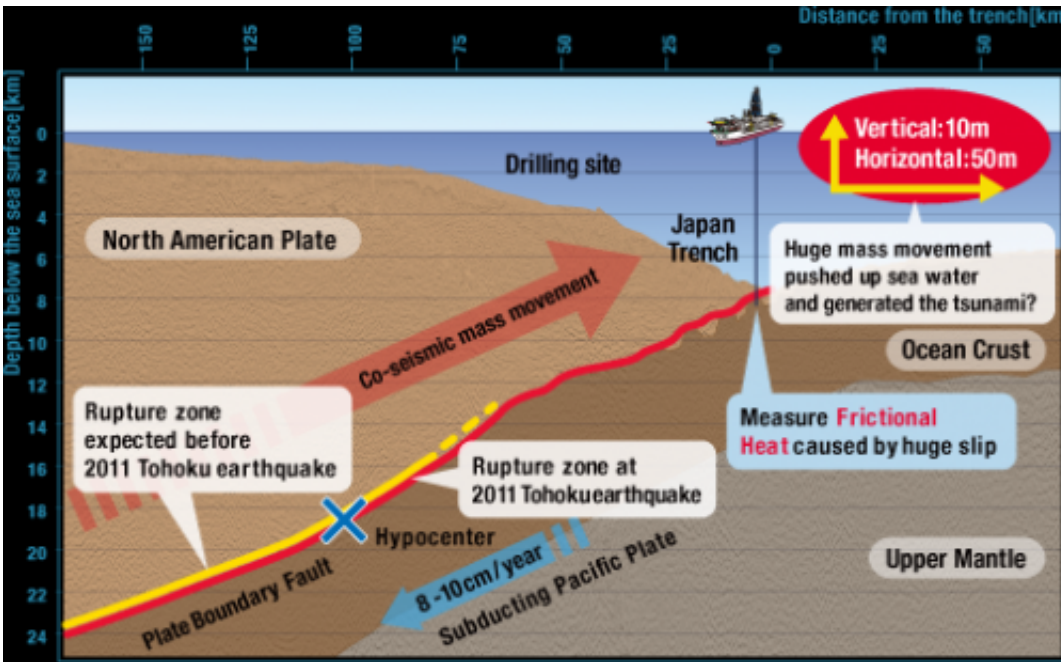 Distance from the trench[km
150
125
100
75
50
25
0
25
50
Depth below the sea surface[km]
0
2
4
6
8
10
12
14
16
18
20
22
24
Vertical:10m
Horizontal:50m
Drilling site
North American Plate
Japan
Trench
Huge mass movement
pushed up sea water
and generated the tsunami?
Co-seismic mass movement
Ocean Crust
Rupture zone
expected before
2011 Tohoku earthquake
Measure Frictional
Heat caused by huge slip
Rupture zone at
2011 Tohoku earthquake
Hypocenter
8-10cm/year
Subducting Pacific Plate
Upper Mantle
Plate Boundary Fault